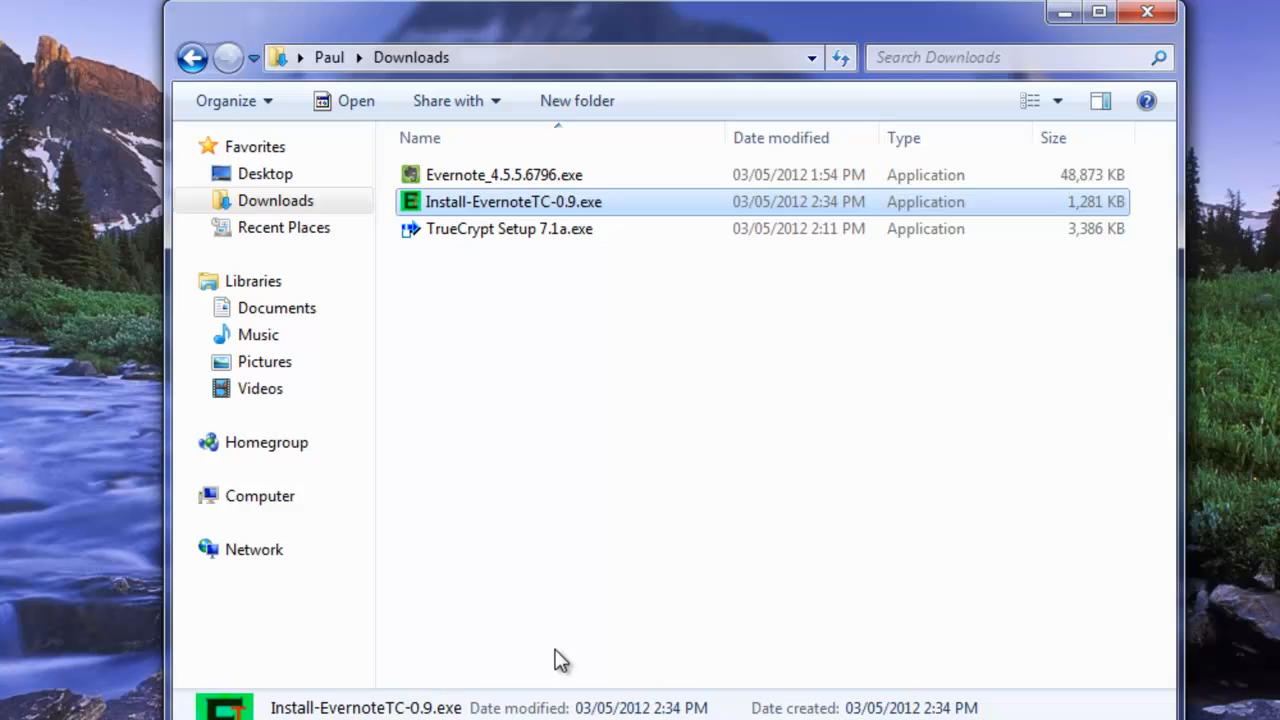 Paul Downloads Search Downloads
Organize Open Share with New folder
Name Date modified Type Size
Favorites
Desktop
Downloads
Recent Places
Libraries
Documents
Music
Pictures
Videos
Homegroup
Computer
Network
Evernote_4.5.5.6796.exe 03/05/2012 1:54 PM Application 48,873 KB
Install-EvernoteTC-0.9.exe 03/05/2012 2:34 PM Application 1,281 KB
TrueCrypt Setup 7.1a.exe 03/05/2012 2:11 PM Application 3,386 KB
Install-EvernoteTC-0.9.exe Date modified: 03/05/2012 2:34 PM Date created: 03/05/2012 2:34 PM